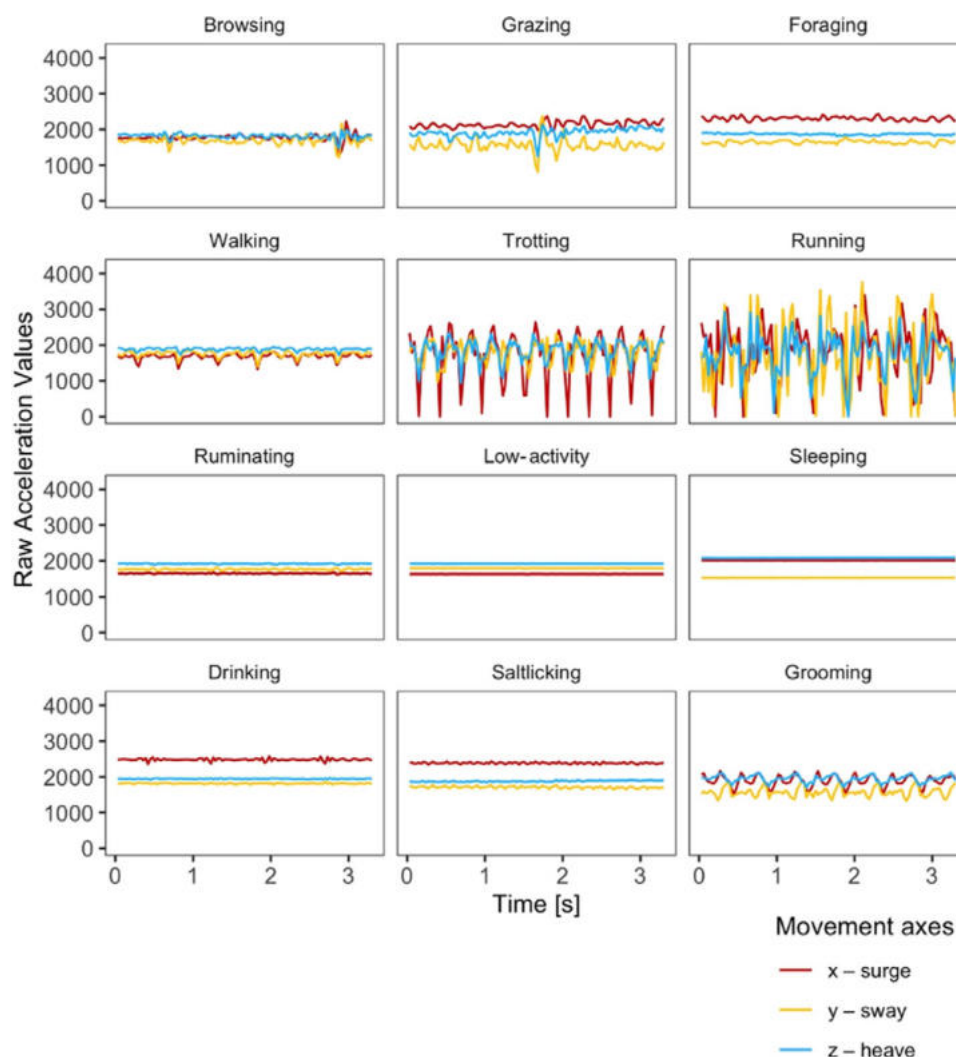 Browsing Grazing Foraging
4000
3000
2000
1000
0
Walking Trotting Running
4000
3000
2000
1000
0
Ruminating Low-activity Sleeping
4000
3000
2000
1000
0
Drinking Saltlicking Grooming
4000
3000
2000
1000
0
Raw Acceleration Values
0 1 2 3 0 1 2 3 0 1 2 3
Time [s]
Movement axes
x – surge
y – sway
z – heave